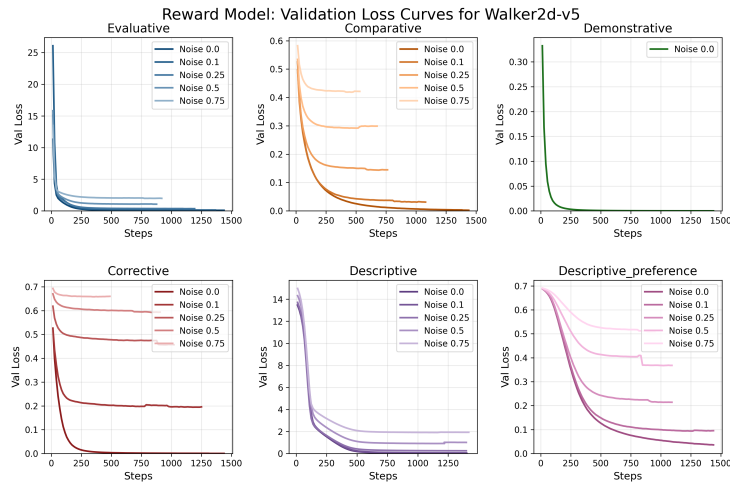 Reward Model: Validation Loss Curves for Walker2d-v5
Evaluative
Val Loss
25
20
15
10
5
0
0 250 500 750 1000 1250 1500
Steps
Noise 0.0
Noise 0.1
Noise 0.25
Noise 0.5
Noise 0.75
Comparative
Val Loss
0.6
0.5
0.4
0.3
0.2
0.1
0.0
0 250 500 750 1000 1250 1500
Steps
Noise 0.0
Noise 0.1
Noise 0.25
Noise 0.5
Noise 0.75
Demonstrative
Val Loss
0.30
0.25
0.20
0.15
0.10
0.05
0.00
0 250 500 750 1000 1250 1500
Steps
Noise 0.0
Corrective
Val Loss
0.7
0.6
0.5
0.4
0.3
0.2
0.1
0.0
0 250 500 750 1000 1250 1500
Steps
Noise 0.0
Noise 0.1
Noise 0.25
Noise 0.5
Noise 0.75
Descriptive
Val Loss
14
12
10
8
6
4
2
0
0 250 500 750 1000 1250
Steps
Noise 0.0
Noise 0.1
Noise 0.25
Noise 0.5
Noise 0.75
Descriptive_preference
Val Loss
0.7
0.6
0.5
0.4
0.3
0.2
0.1
0.0
0 250 500 750 1000 1250 1500
Steps
Noise 0.0
Noise 0.1
Noise 0.25
Noise 0.5
Noise 0.75